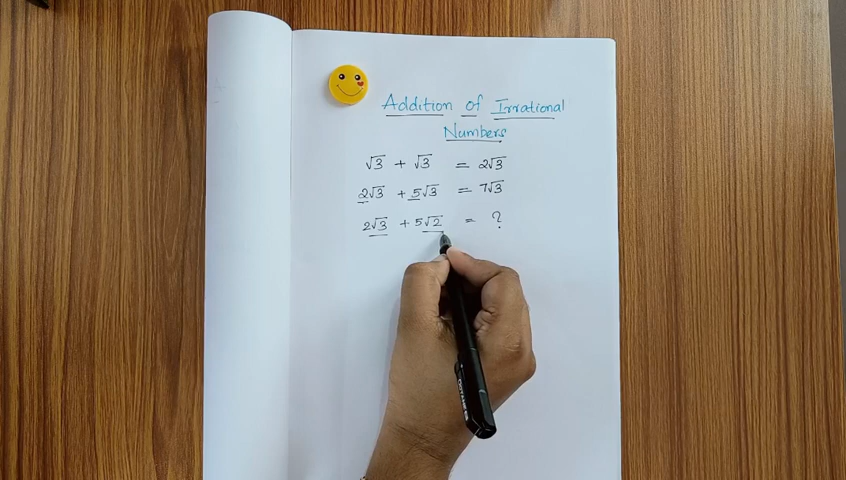 Addition of Irrational
Numbers
√3 + √3 = 2√3
2√3 + 5√3 = 7√3
2√3 + 5√2 = ?